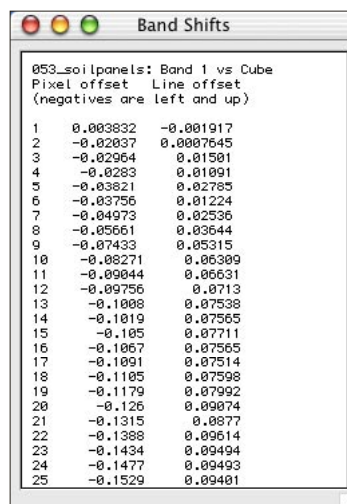 Band Shifts
053_soilpanels: Band 1 vs Cube
Pixel offset Line offset
(negatives are left and up)
1 0.003832 -0.001917
2 -0.02037 0.0007645
3 -0.02964 0.01501
4 -0.0283 0.01091
5 -0.03821 0.02785
6 -0.03756 0.01224
7 -0.04973 0.02536
8 -0.05661 0.03644
9 -0.07433 0.05315
10 -0.08271 0.06309
11 -0.09044 0.06631
12 -0.09756 0.0713
13 -0.1008 0.07538
14 -0.1019 0.07565
15 -0.105 0.07711
16 -0.1067 0.07565
17 -0.1091 0.07514
18 -0.1105 0.07598
19 -0.1179 0.07992
20 -0.126 0.09074
21 -0.1315 0.0877
22 -0.1388 0.09614
23 -0.1434 0.09494
24 -0.1477 0.09493
25 -0.1529 0.09401